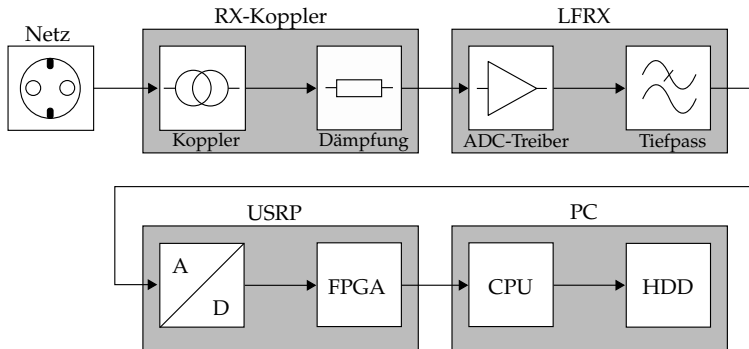 RX-Koppler
LFRX
Netz
Koppler
Dämpfung
ADC-Treiber
Tiefpass
USRP
PC
A
D
FPGA
CPU
HDD